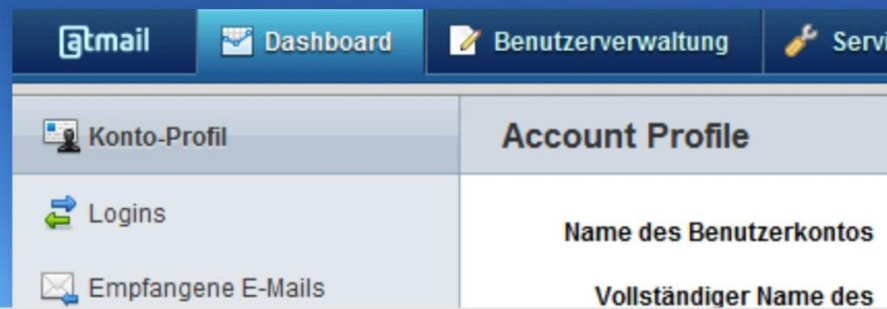 atmail Dashboard Benutzerverwaltung
Konto-Profil
Account Profile
Logins
Name des Benutzerkontos
Empfangene E-Mails
Vollständiger Name des